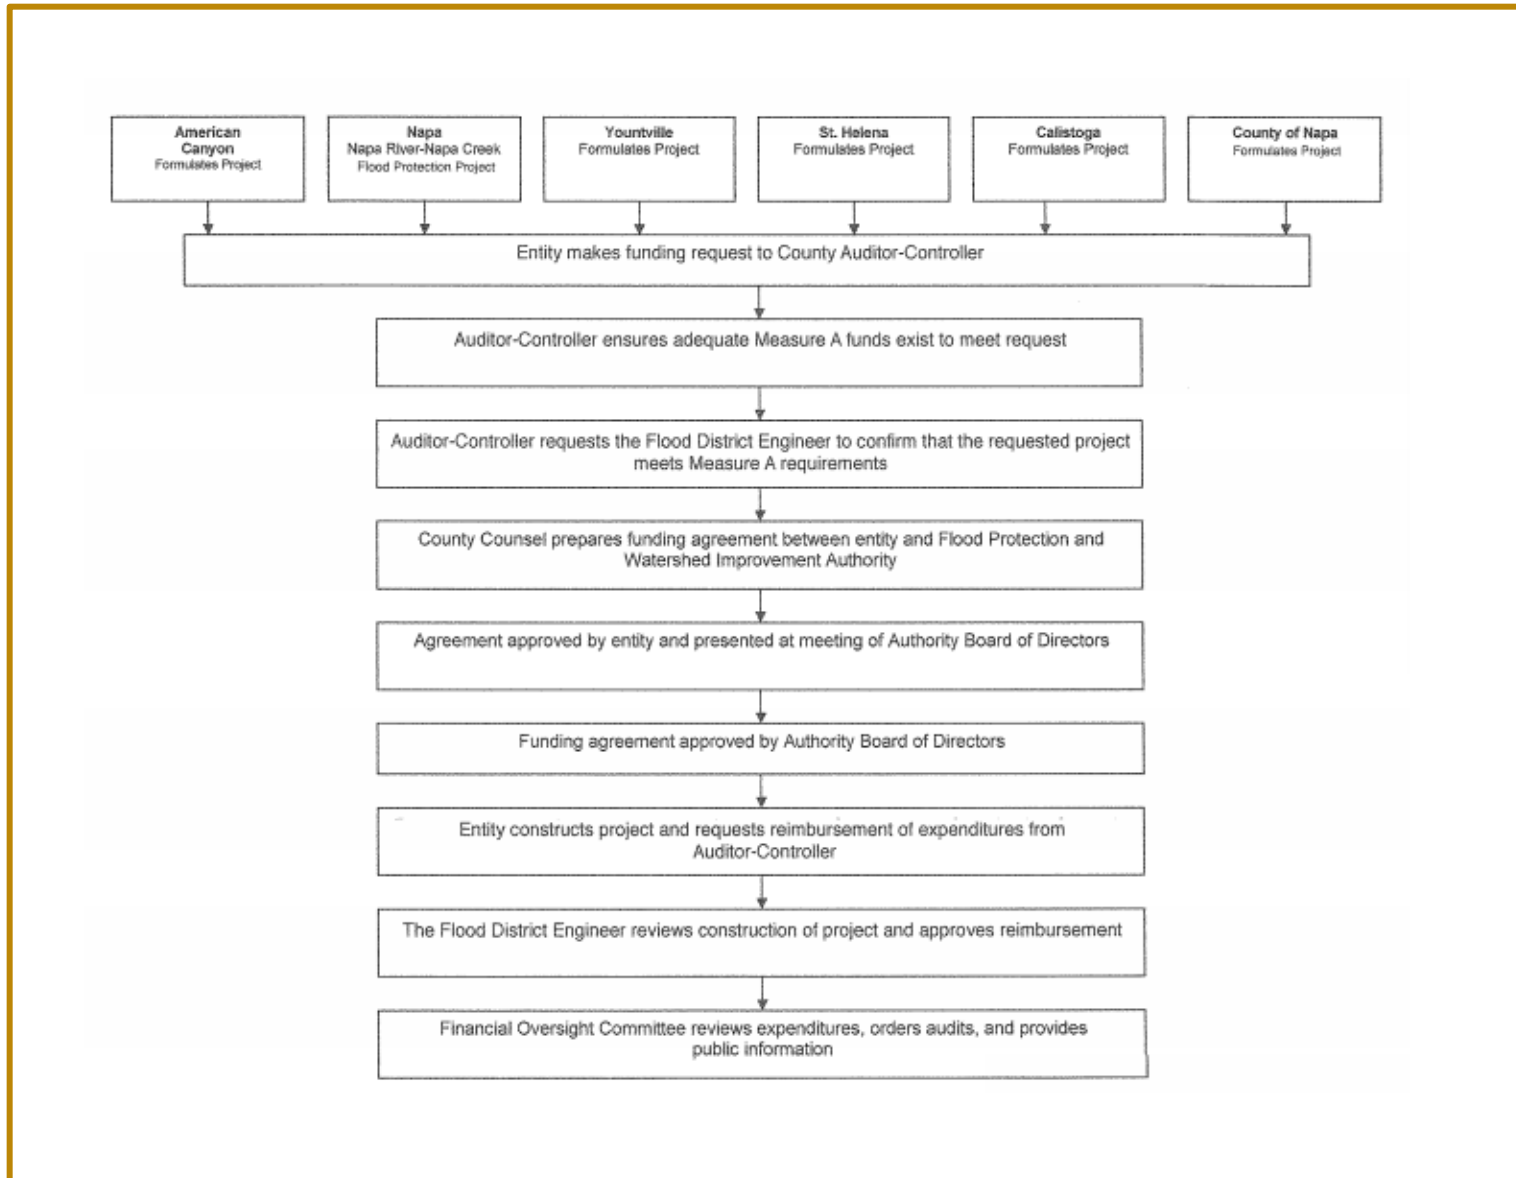 American
Canyon
Formulates Project
Napa
Napa River-Napa Creek
Flood Protection Project
Yountville
Formulates Project
St. Helena
Formulates Project
Calistoga
Formulates Project
County of Napa
Formulates Project
Entity makes funding request to County Auditor-Controller
Auditor-Controller ensures adequate Measure A funds exist to meet request
Auditor-Controller requests the Flood District Engineer to confirm that the requested project
meets Measure A requirements
County Counsel prepares funding agreement between entity and Flood Protection and
Watershed Improvement Authority
Agreement approved by entity and presented at meeting of Authority Board of Directors
Funding agreement approved by Authority Board of Directors
Entity constructs project and requests reimbursement of expenditures from
Auditor-Controller
The Flood District Engineer reviews construction of project and approves reimbursement
Financial Oversight Committee reviews expenditures, orders audits, and provides
public information